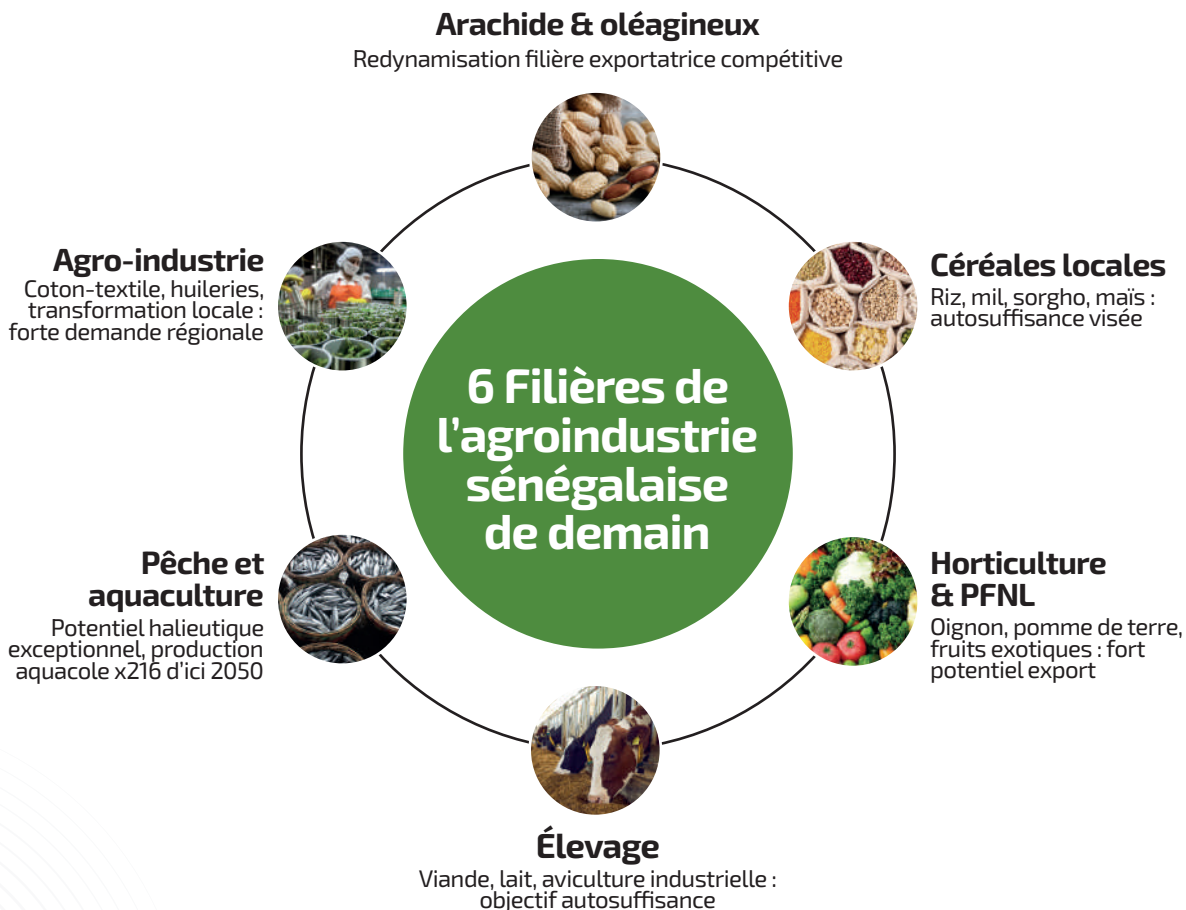 Arachide & oléagineux
Redynamisation filière exportatrice compétitive
Agro-industrie
Coton-textile, huileries,
transformation locale :
forte demande régionale
Céréales locales
Riz, mil, sorgho, maïs :
autosuffisance visée
6 Filières de
l’agroindustrie
sénégalaise
de demain
Pêche et
aquaculture
Potentiel halieutique
exceptionnel, production
aquacole x216 d’ici 2050
Horticulture
& PFNL
Oignon, pomme de terre,
fruits exotiques : fort
potentiel export
Élevage
Viande, lait, aviculture industrielle :
objectif autosuffisance